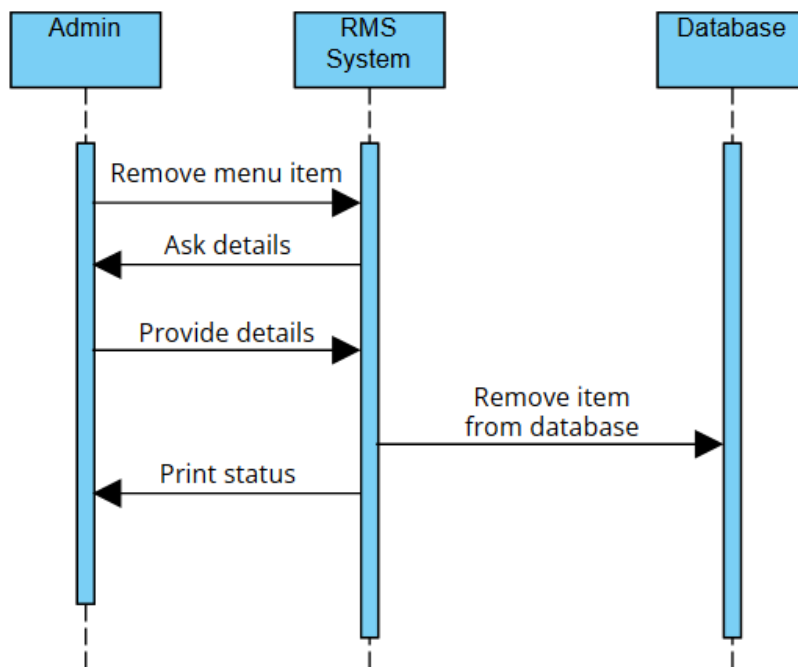 Admin
RMS
System
Database
Remove menu item
Ask details
Provide details
Remove item
from database
Print status